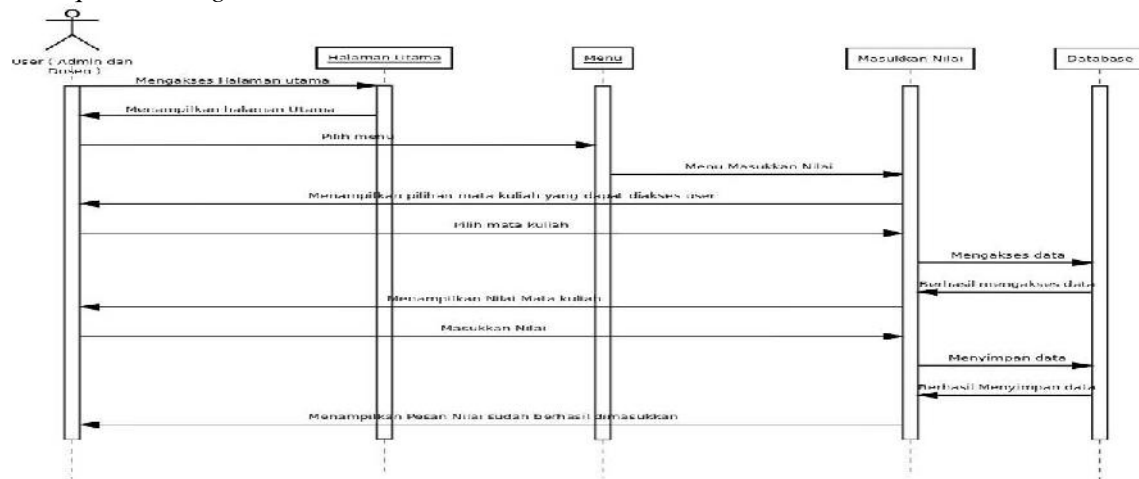 User ( Admin dan
Dosen )
Halaman Utama
Menu
Masukkan Nilai
Database
Mengakses Halaman utama
Menampilkan halaman Utama
Pilih menu
Menu Masukkan Nilai
Menampilkan pilihan mata kuliah yang dapat diakses user
Pilih mata kuliah
Mengakses data
Berhasil mengakses data
Menampilkan Nilai Mata kuliah
Masukkan Nilai
Menyimpan data
Berhasil Menyimpan data
Menampilkan Pesan Nilai sudah berhasil dimasukkan